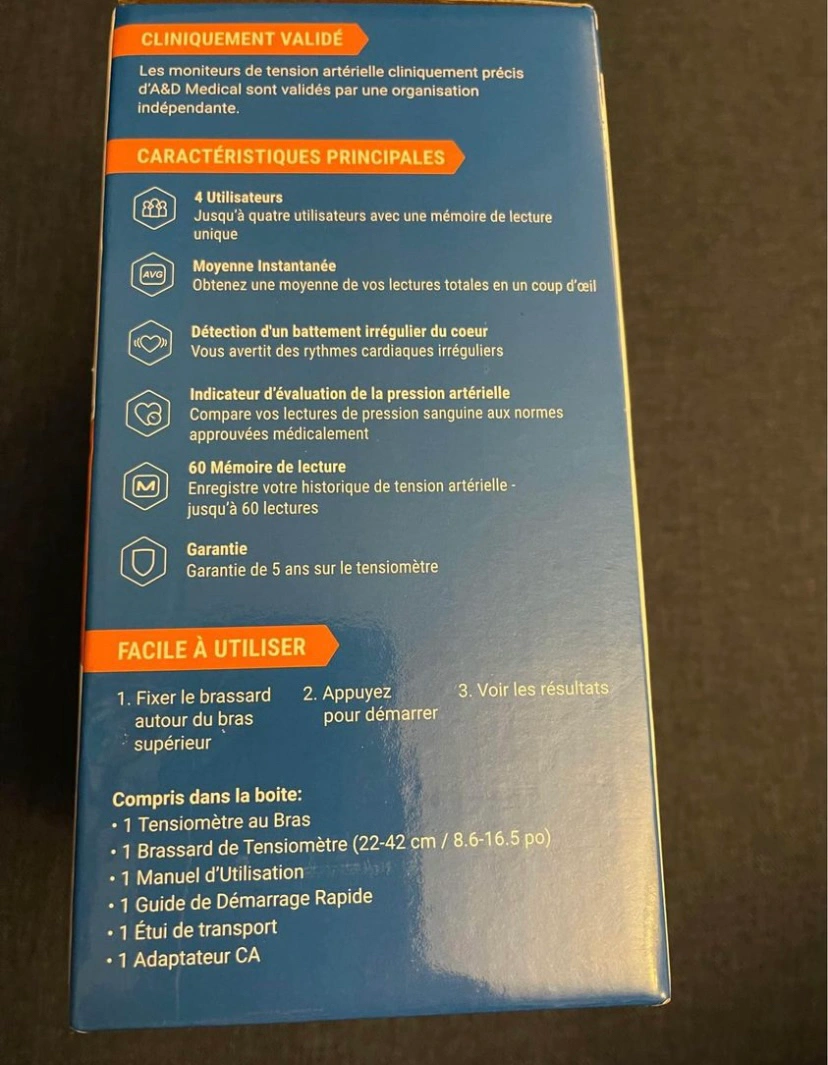 CLINIQUEMENT VALIDÉ
Les moniteurs de tension artérielle cliniquement précis
d'A&D Medical sont validés par une organisation
indépendante.
CARACTÉRISTIQUES PRINCIPALES
4 Utilisateurs
Jusqu'à quatre utilisateurs avec une mémoire de lecture
unique
AVG
Moyenne Instantanée
Obtenez une moyenne de vos lectures totales en un coup d'œil
Détection d'un battement irrégulier du coeur
Vous avertit des rythmes cardiaques irréguliers
Indicateur d'évaluation de la pression artérielle
Compare vos lectures de pression sanguine aux normes
approuvées médicalement
M
60 Mémoire de lecture
Enregistre votre historique de tension artérielle -
jusqu'à 60 lectures
Garantie
Garantie de 5 ans sur le tensiomètre
FACILE À UTILISER
1. Fixer le brassard
autour du bras
supérieur
2. Appuyez
pour démarrer
3. Voir les résultats
Compris dans la boite:
• 1 Tensiomètre au Bras
• 1 Brassard de Tensiomètre (22-42 cm / 8.6-16.5 po)
• 1 Manuel d'Utilisation
• 1 Guide de Démarrage Rapide
• 1 Étui de transport
• 1 Adaptateur CA